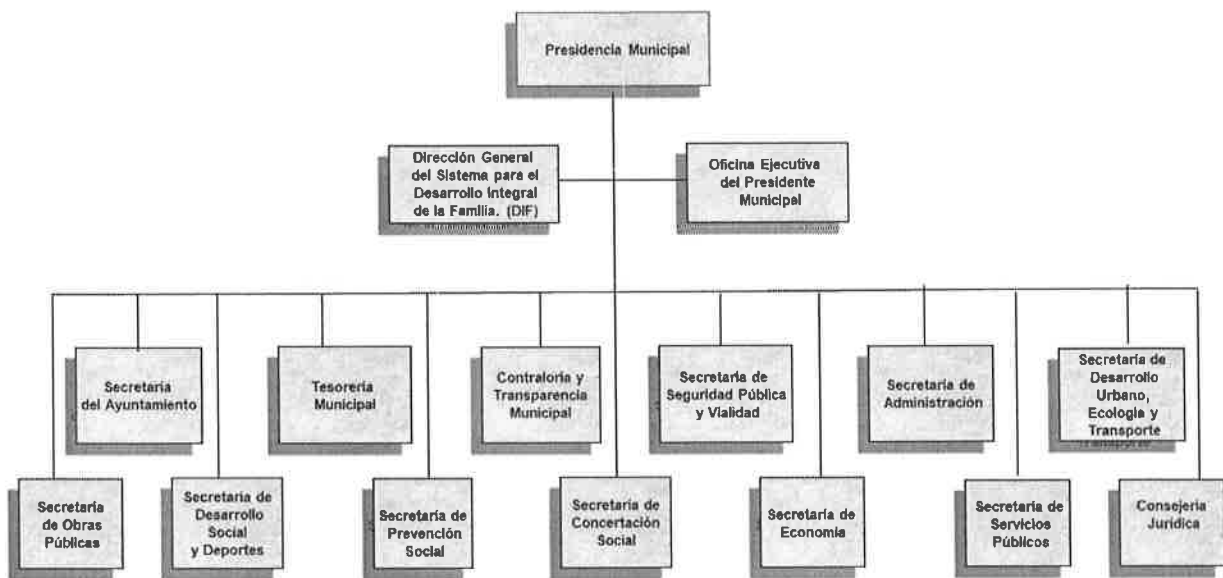 Presidencia Municipal
Dirección General
del Sistema para el
Desarrollo Integral
de la Familia. (DIF)
Oficina Ejecutiva
del Presidente
Municipal
Secretaría
del Ayuntamiento
Tesorería
Municipal
Contraloría y
Transparencia
Municipal
Secretaría de
Seguridad Pública
y Vialidad
Secretaría de
Administración
Secretaría de
Desarrollo
Urbano,
Ecología y
Transporte
Secretaría
de Obras
Públicas
Secretaría de
Desarrollo
Social
y Deportes
Secretaría de
Prevención
Social
Secretaría de
Concertación
Social
Secretaría de
Economía
Secretaría de
Servicios
Públicos
Consejería
Jurídica